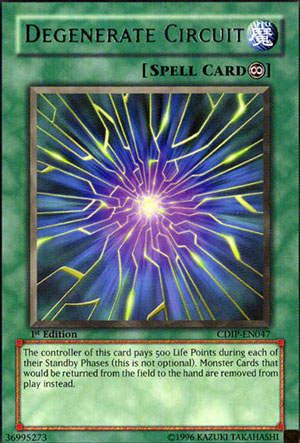 DEGENERATE CIRCUIT 魔
[SPELL CARD∞]
1st Edition CDIP-EN047
The controller of this card pays 500 Life Points during each of
their Standby Phases (this is not optional). Monster Cards that
would be returned from the field to the hand are removed from
play instead.
36995273 ©1996 KAZUKI TAKAHASHI